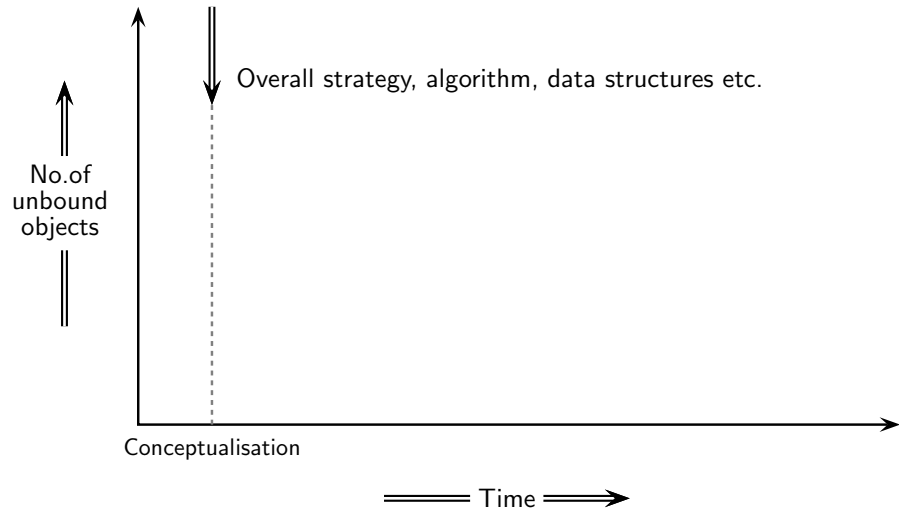 Overall strategy, algorithm, data structures etc.
No.of
unbound
objects
Conceptualisation
Time